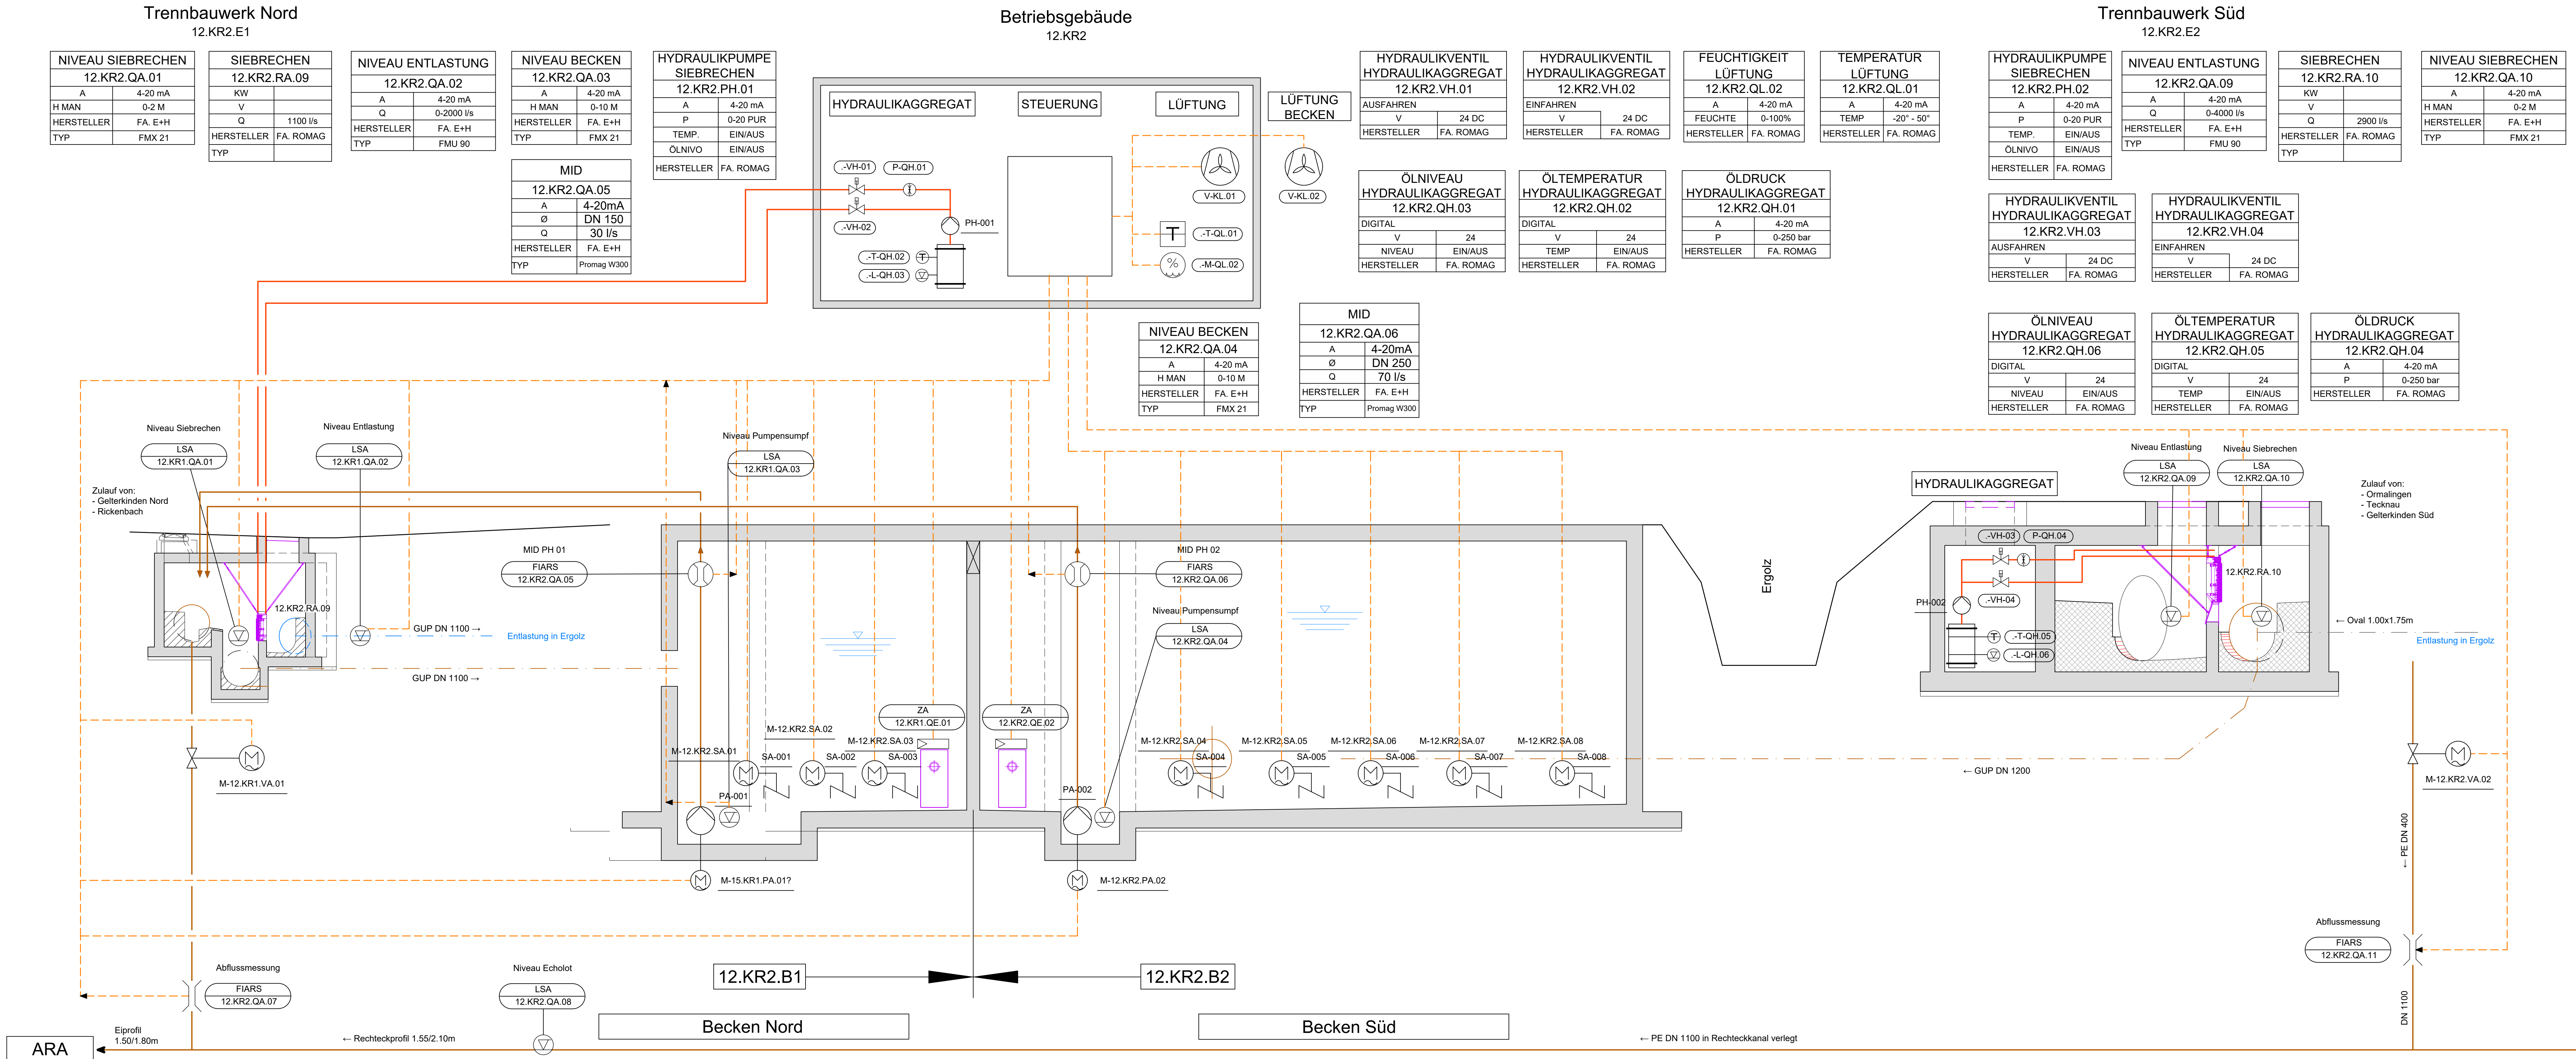 Trennbauwerk Nord
12.KR2.E1
Betriebsgebäude
12.KR2
Trennbauwerk Süd
12.KR2.E2
NIVEAU SIEBRECHEN
12.KR2.QA.01
A 4-20 mA
H MAN 0-2 M
HERSTELLER FA. E+H
TYP FMX 21
SIEBRECHEN
12.KR2.RA.09
KW
V
Q 1100 l/s
HERSTELLER FA. ROMAG
TYP
NIVEAU ENTLASTUNG
12.KR2.QA.02
A 4-20 mA
Q 0-2000 l/s
HERSTELLER FA. E+H
TYP FMU 90
NIVEAU BECKEN
12.KR2.QA.03
A 4-20 mA
H MAN 0-10 M
HERSTELLER FA. E+H
TYP FMX 21
HYDRAULIKPUMPE
SIEBRECHEN
12.KR2.PH.01
A 4-20 mA
P 0-20 PUR
TEMP. EIN/AUS
ÖLNIVO EIN/AUS
HERSTELLER FA. ROMAG
MID
12.KR2.QA.05
A 4-20mA
Ø DN 150
Q 30 l/s
HERSTELLER FA. E+H
TYP Promag W300
HYDRAULIKAGGREGAT
STEUERUNG
LÜFTUNG
LÜFTUNG
BECKEN
.-VH-01
P-QH.01
.-VH-02
PH-001
.-T-QH.02
.-L-QH.03
V-KL.01
V-KL.02
T
.-T-QL.01
%
.-M-QL.02
HYDRAULIKVENTIL
HYDRAULIKAGGREGAT
12.KR2.VH.01
AUSFAHREN
V 24 DC
HERSTELLER FA. ROMAG
HYDRAULIKVENTIL
HYDRAULIKAGGREGAT
12.KR2.VH.02
EINFAHREN
V 24 DC
HERSTELLER FA. ROMAG
FEUCHTIGKEIT
LÜFTUNG
12.KR2.QL.02
A 4-20 mA
FEUCHTE 0-100%
HERSTELLER FA. ROMAG
TEMPERATUR
LÜFTUNG
12.KR2.QL.01
A 4-20 mA
TEMP -20° - 50°
HERSTELLER FA. ROMAG
ÖLNIVEAU
HYDRAULIKAGGREGAT
12.KR2.QH.03
DIGITAL
V 24
NIVEAU EIN/AUS
HERSTELLER FA. ROMAG
ÖLTEMPERATUR
HYDRAULIKAGGREGAT
12.KR2.QH.02
DIGITAL
V 24
TEMP EIN/AUS
HERSTELLER FA. ROMAG
ÖLDRUCK
HYDRAULIKAGGREGAT
12.KR2.QH.01
A 4-20 mA
P 0-250 bar
HERSTELLER FA. ROMAG
HYDRAULIKPUMPE
SIEBRECHEN
12.KR2.PH.02
A 4-20 mA
P 0-20 PUR
TEMP. EIN/AUS
ÖLNIVO EIN/AUS
HERSTELLER FA. ROMAG
NIVEAU ENTLASTUNG
12.KR2.QA.09
A 4-20 mA
Q 0-4000 l/s
HERSTELLER FA. E+H
TYP FMU 90
SIEBRECHEN
12.KR2.RA.10
KW
V
Q 2900 l/s
HERSTELLER FA. ROMAG
TYP
NIVEAU SIEBRECHEN
12.KR2.QA.10
A 4-20 mA
H MAN 0-2 M
HERSTELLER FA. E+H
TYP FMX 21
HYDRAULIKVENTIL
HYDRAULIKAGGREGAT
12.KR2.VH.03
AUSFAHREN
V 24 DC
HERSTELLER FA. ROMAG
HYDRAULIKVENTIL
HYDRAULIKAGGREGAT
12.KR2.VH.04
EINFAHREN
V 24 DC
HERSTELLER FA. ROMAG
ÖLNIVEAU
HYDRAULIKAGGREGAT
12.KR2.QH.06
DIGITAL
V 24
NIVEAU EIN/AUS
HERSTELLER FA. ROMAG
ÖLTEMPERATUR
HYDRAULIKAGGREGAT
12.KR2.QH.05
DIGITAL
V 24
TEMP EIN/AUS
HERSTELLER FA. ROMAG
ÖLDRUCK
HYDRAULIKAGGREGAT
12.KR2.QH.04
A 4-20 mA
P 0-250 bar
HERSTELLER FA. ROMAG
NIVEAU BECKEN
12.KR2.QA.04
A 4-20 mA
H MAN 0-10 M
HERSTELLER FA. E+H
TYP FMX 21
MID
12.KR2.QA.06
A 4-20mA
Ø DN 250
Q 70 l/s
HERSTELLER FA. E+H
TYP Promag W300
Niveau Siebrechen
LSA
12.KR1.QA.01
Niveau Entlastung
LSA
12.KR1.QA.02
Zulauf von:
- Gelterkinden Nord
- Rickenbach
12.KR2.RA.09
GUP DN 1100 →
Entlastung in Ergolz
GUP DN 1100 →
M
M-12.KR1.VA.01
Niveau Pumpensumpf
LSA
12.KR1.QA.03
MID PH 01
FIARS
12.KR2.QA.05
MID PH 02
FIARS
12.KR2.QA.06
Niveau Pumpensumpf
LSA
12.KR2.QA.04
ZA
12.KR1.QE.01
ZA
12.KR2.QE.02
M-12.KR2.SA.01
M-12.KR2.SA.02
M-12.KR2.SA.03
M-12.KR2.SA.04
M-12.KR2.SA.05
M-12.KR2.SA.06
M-12.KR2.SA.07
M-12.KR2.SA.08
SA-001
SA-002
SA-003
SA-004
SA-005
SA-006
SA-007
SA-008
M M M M M M M M
PA-001
PA-002
M
M-15.KR1.PA.01?
M
M-12.KR2.PA.02
Ergolz
HYDRAULIKAGGREGAT
Niveau Entlastung
LSA
12.KR2.QA.09
Niveau Siebrechen
LSA
12.KR2.QA.10
Zulauf von:
- Ormalingen
- Tecknau
- Gelterkinden Süd
.-VH-03
P-QH.04
.-VH-04
PH-002
.-T-QH.05
.-L-QH.06
12.KR2.RA.10
← Oval 1.00x1.75m
Entlastung in Ergolz
← GUP DN 1200
M
M-12.KR2.VA.02
← PE DN 400
Abflussmessung
FIARS
12.KR2.QA.11
DN 1100
12.KR2.B1
12.KR2.B2
Abflussmessung
FIARS
12.KR2.QA.07
Niveau Echolot
LSA
12.KR2.QA.08
Becken Nord
Becken Süd
Eiprofil
1.50/1.80m
← Rechteckprofil 1.55/2.10m
← PE DN 1100 in Rechteckkanal verlegt
ARA